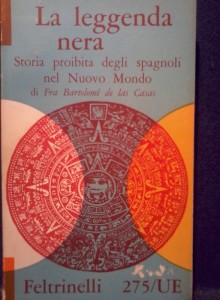 La leggenda
nera
Storia proibita degli spagnoli
nel Nuovo Mondo
di Fra Bartolomé de las Casas
Feltrinelli 275/UE